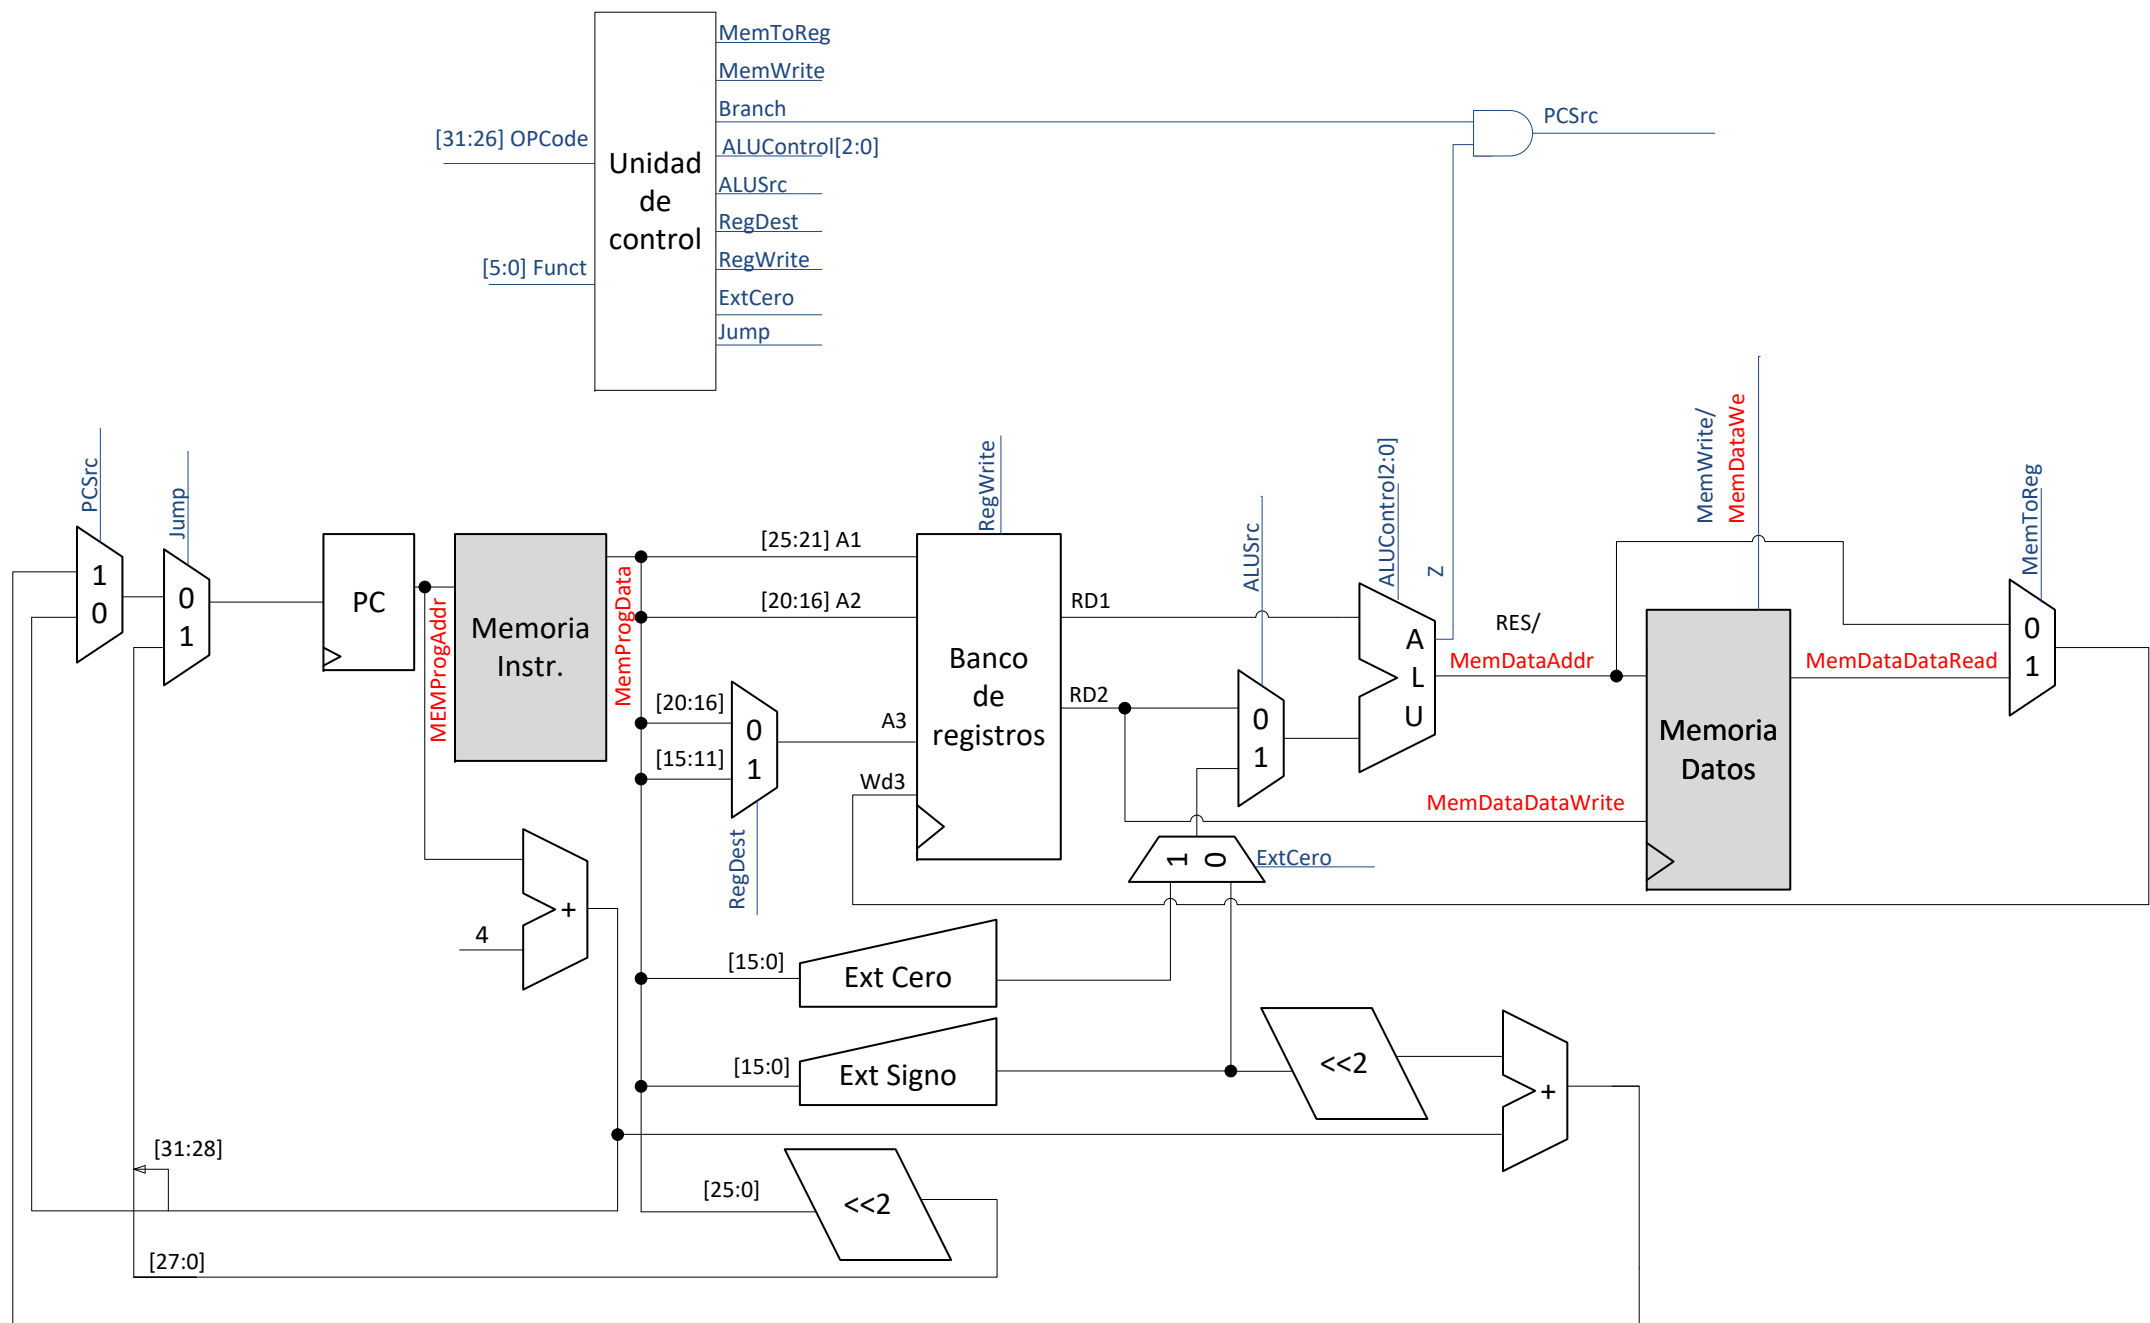 MemToReg
MemWrite
Branch
PCSrc
[31:26] OPCode
ALUControl[2:0]
Unidad
de
control
ALUSrc
RegDest
[5:0] Funct
RegWrite
ExtCero
Jump
PCSrc
Jump
RegWrite
ALUSrc
ALUControl2:0]
Z
MemWrite/
MemDataWe
MemToReg
1
0
0
1
PC
MEMProgAddr
Memoria
Instr.
MemProgData
[25:21] A1
[20:16] A2
[20:16]
[15:11]
0
1
RegDest
A3
Wd3
Banco
de
registros
RD1
RD2
0
1
A
L
U
RES/
MemDataAddr
MemDataDataWrite
Memoria
Datos
MemDataDataRead
0
1
1
0
ExtCero
4
+
[15:0]
Ext Cero
[15:0]
Ext Signo
<<2
+
[31:28]
[25:0]
<<2
[27:0]